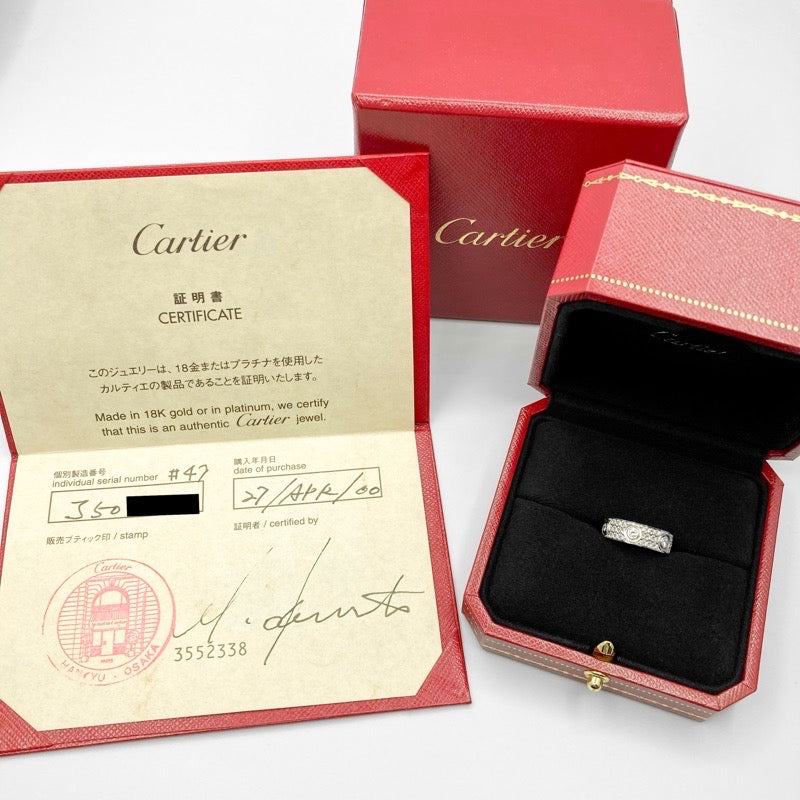 Cartier
証明書
CERTIFICATE
このジュエリーは、18金またはプラチナを使用した
カルティエの製品であることを証明いたします。
Made in 18K gold or in platinum, we certify
that this is an authentic Cartier jewel.
個別製造番号
individual serial number #47
350
購入年月日
date of purchase
27/APR/00
販売ブティック印 / stamp
証明者 / certified by
Cartier
HANKYU - OSAKA
3552338
Cartier
Cartier